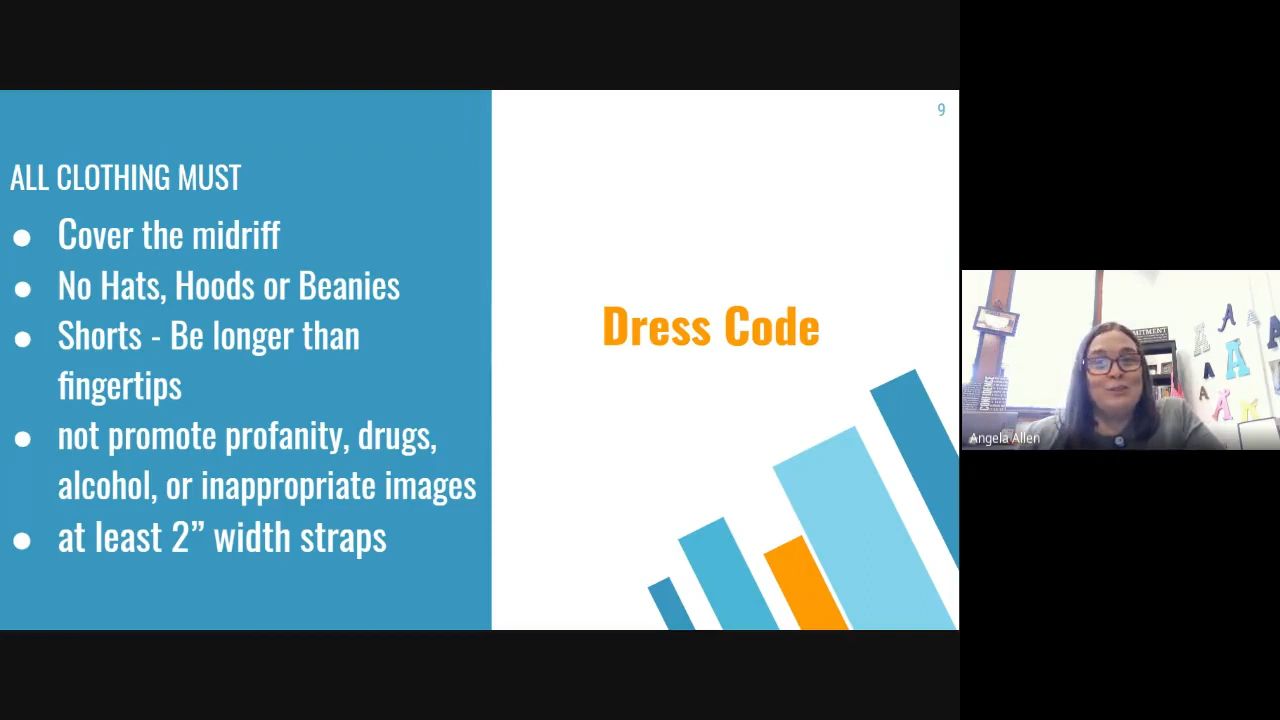 9
ALL CLOTHING MUST
● Cover the midriff
● No Hats, Hoods or Beanies
● Shorts - Be longer than
fingertips
● not promote profanity, drugs,
alcohol, or inappropriate images
● at least 2” width straps
Dress Code
Angela Allen
CONFIDENCE
A
A
A
A
A